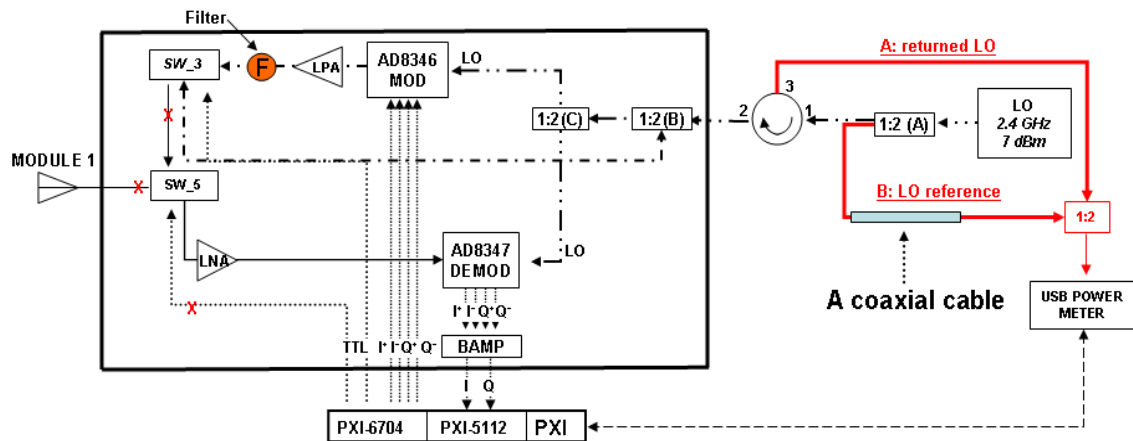 Filter
SW_3
F
LPA
AD8346
MOD
LO
1:2(C)
1:2(B)
2
3
1
A: returned LO
1:2 (A)
LO
2.4 GHz
7 dBm
X
MODULE 1
X
SW_5
B: LO reference
1:2
LNA
AD8347
DEMOD
LO
X
I+ I- Q+ Q-
A coaxial cable
USB POWER
METER
BAMP
TTL
I+ I- Q+ Q-
I
Q
PXI-6704
PXI-5112
PXI